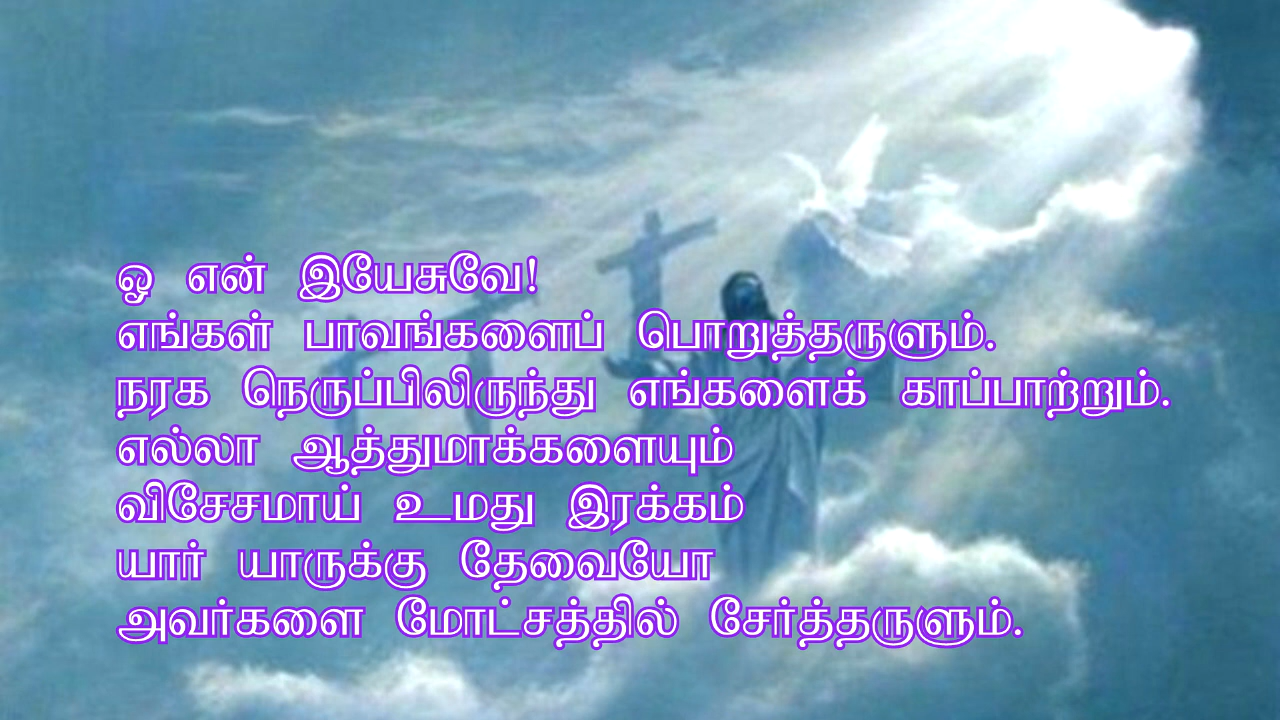 ஓ என் இயேசுவே!
எங்கள் பாவங்களைப் பொறுத்தருளும்.
நரக நெருப்பிலிருந்து எங்களைக் காப்பாற்றும்.
எல்லா ஆத்துமாக்களையும்
விசேசமாய் உமது இரக்கம்
யார் யாருக்கு தேவையோ
அவர்களை மோட்சத்தில் சேர்த்தருளும்.